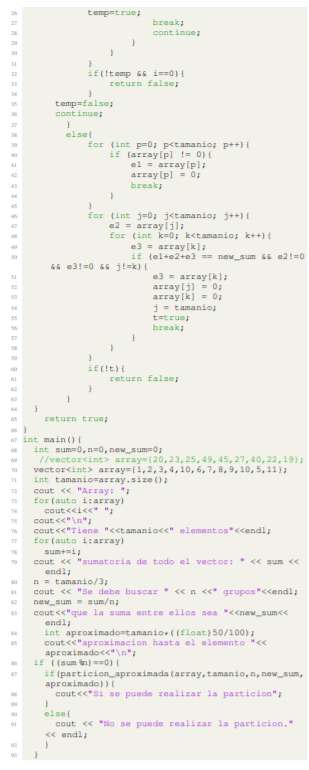 26 temp=true;
27 break;
28 continue;
29 }
30 }
31 }
32 if(!temp && i==0){
33 return false;
34 }
35 temp=false;
36 continue;
37 }
38 else{
39 for (int p=0; p<tamanio; p++){
40 if (array[p] != 0){
41 e1 = array[p];
42 array[p] = 0;
43 break;
44 }
45 }
46 for (int j=0; j<tamanio; j++){
47 e2 = array[j];
48 for (int k=0; k<tamanio; k++){
49 e3 = array[k];
50 if (e1+e2+e3 == new_sum && e2!=0
&& e3!=0 && j!=k){
51 e3 = array[k];
52 array[j] = 0;
53 array[k] = 0;
54 j = tamanio;
55 t=true;
56 break;
57 }
58 }
59 }
60 if(!t){
61 return false;
62 }
63 }
64 }
65 return true;
66 }
67 int main(){
68 int sum=0,n=0,new_sum=0;
69 //vector<int> array={20,23,25,49,45,27,40,22,19};
70 vector<int> array={1,2,3,4,10,6,7,8,9,10,5,11};
71 int tamanio=array.size();
72 cout << "Array: ";
73 for(auto i:array)
74 cout<<i<<" ";
75 cout<<"\n";
76 cout<<"Tiene "<<tamanio<<" elementos"<<endl;
77 for(auto i:array)
78 sum+=i;
79 cout << "sumatoria de todo el vector: " << sum <<
endl;
80 n = tamanio/3;
81 cout << "Se debe buscar " << n <<" grupos"<<endl;
82 new_sum = sum/n;
83 cout<<"que la suma entre ellos sea "<<new_sum<<
endl;
84 int aproximado=tamanio*((float)50/100);
85 cout<<"aproximacion hasta el elemento "<<
aproximado<<"\n";
86 if ((sum%n)==0){
87 if(particion_aproximada(array,tamanio,n,new_sum,
aproximado)){
88 cout<<"Si se puede realizar la particion";
89 }
90 else{
91 cout << "No se puede realizar la particion."
<< endl;
92 }
93 }